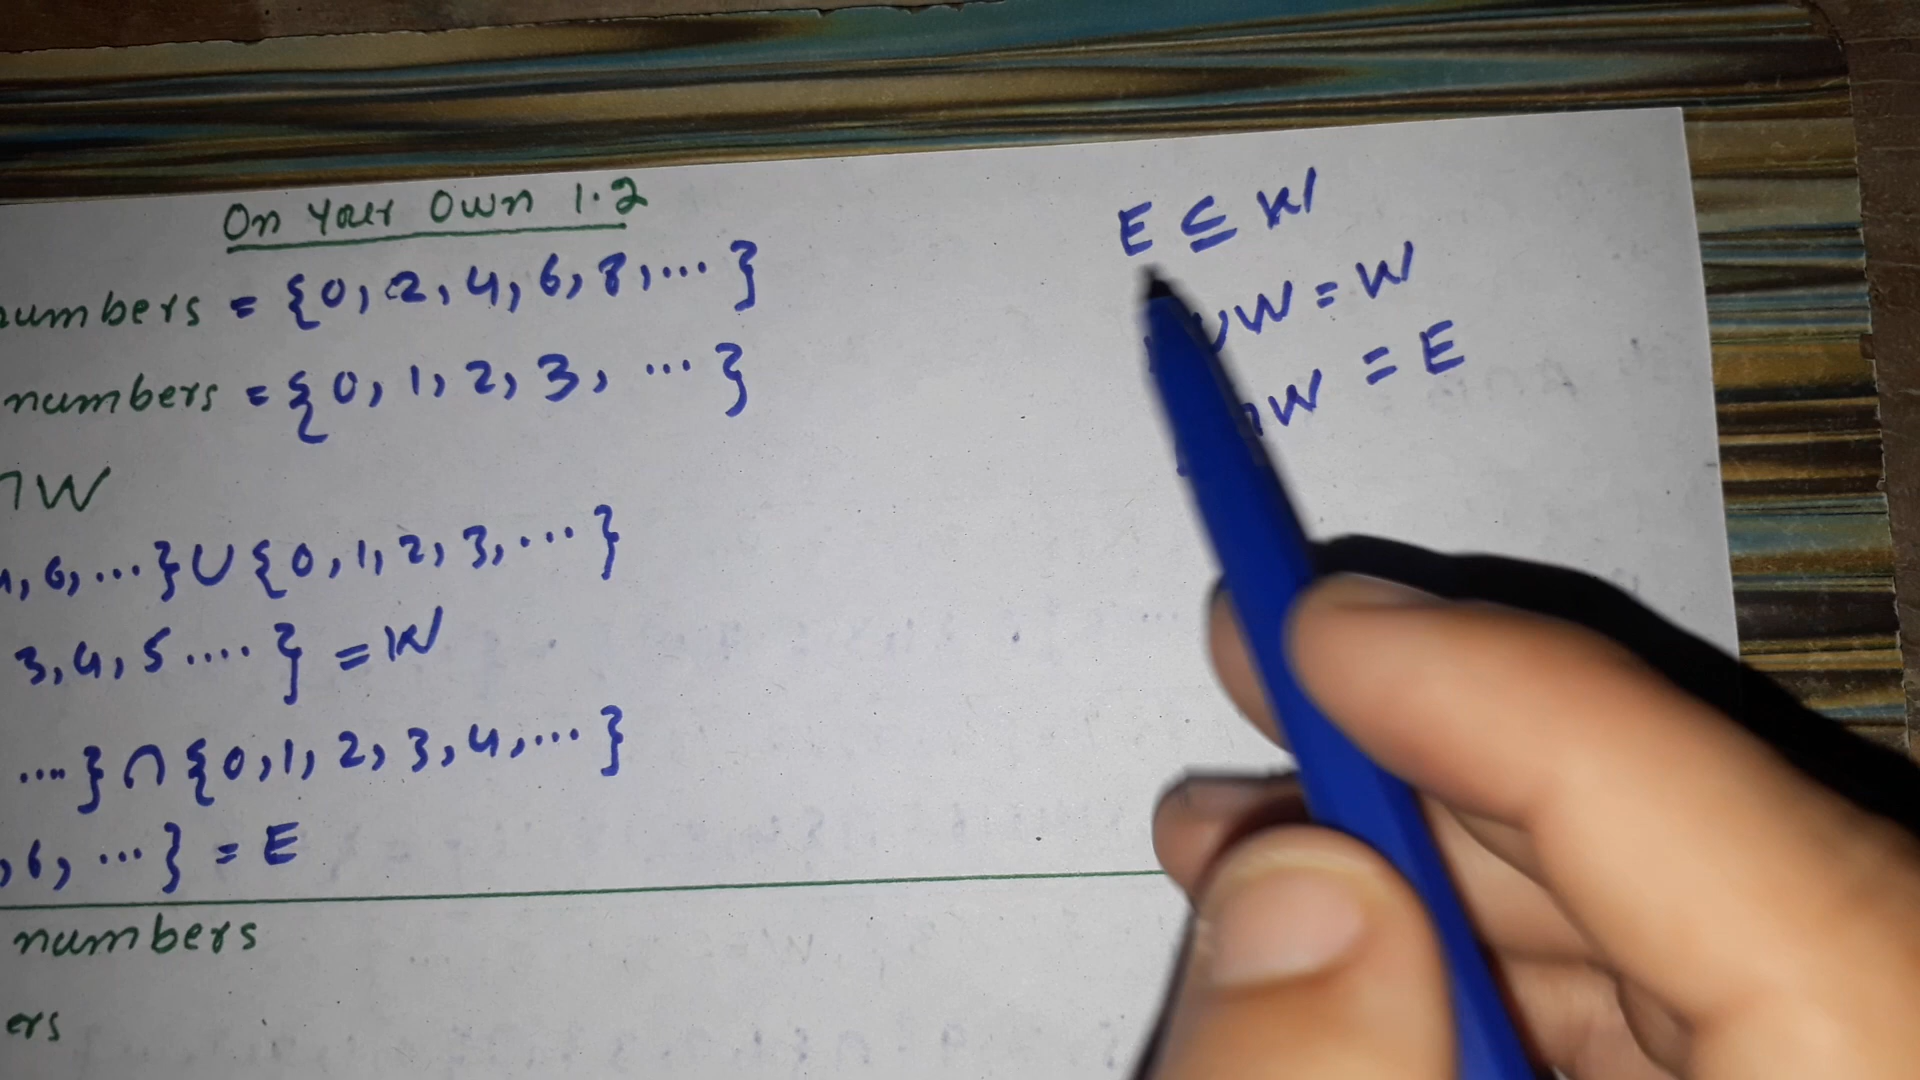 On Your Own 1.2
numbers = {0, 2, 4, 6, 8, ... }
numbers = {0, 1, 2, 3, ... }
∩W
, 6, ...} ∪ {0, 1, 2, 3, ... }
3, 4, 5 .... } = W
....} ∩ {0, 1, 2, 3, 4, ... }
, 6, ... } = E
numbers
ers
E ⊆ W
∪W = W
∩W = E